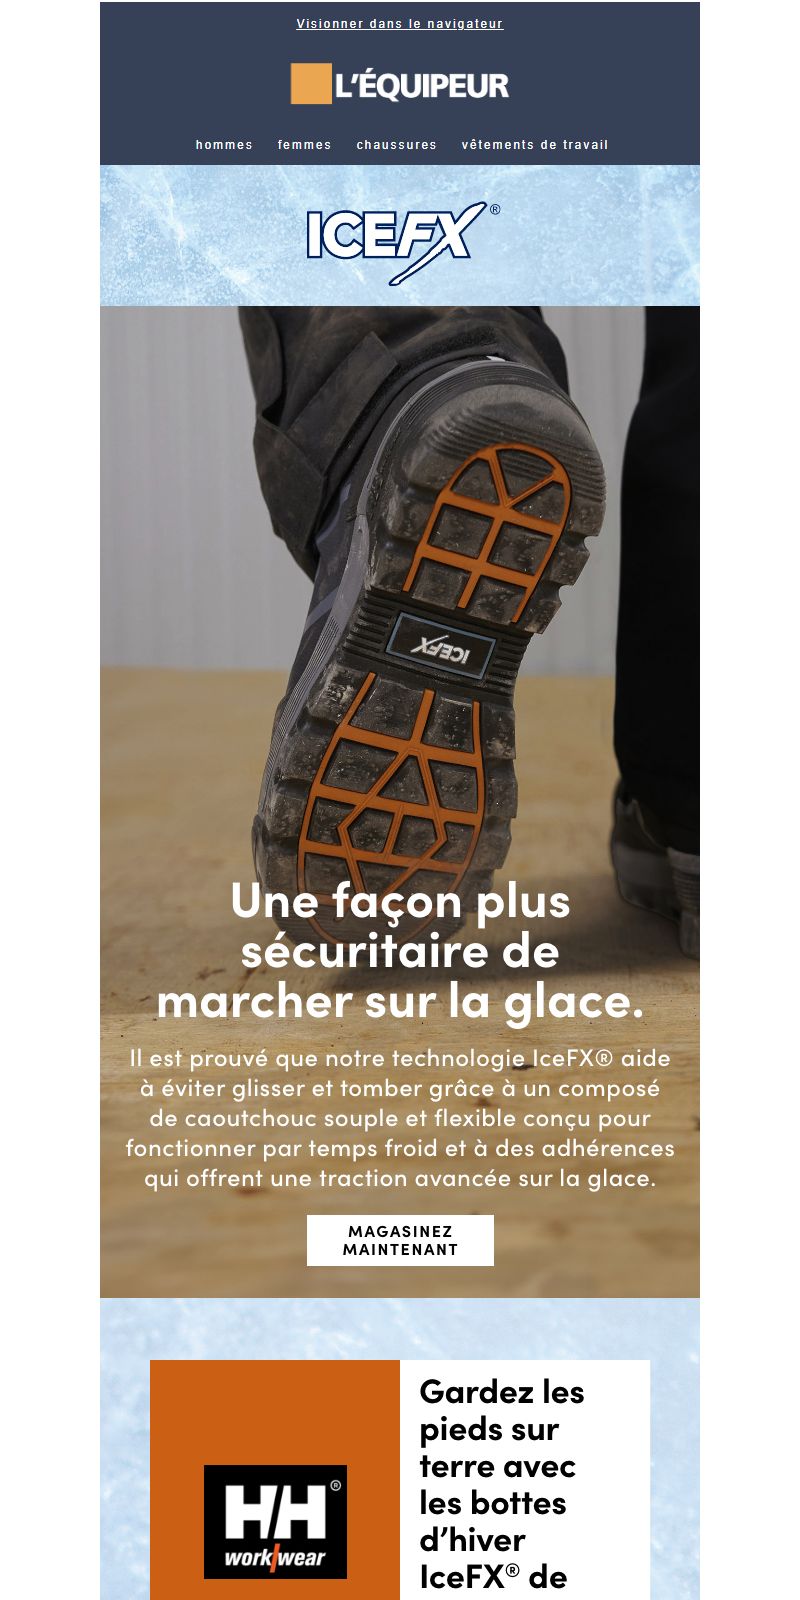 Visionner dans le navigateur
L'ÉQUIPEUR
hommes femmes chaussures vêtements de travail
ICEFX®
ICEFX
Une façon plus
sécuritaire de
marcher sur la glace.
Il est prouvé que notre technologie IceFX® aide
à éviter glisser et tomber grâce à un composé
de caoutchouc souple et flexible conçu pour
fonctionner par temps froid et à des adhérences
qui offrent une traction avancée sur la glace.
MAGASINEZ
MAINTENANT
Gardez les
pieds sur
terre avec
les bottes
d’hiver
IceFX® de
HH®
work/wear